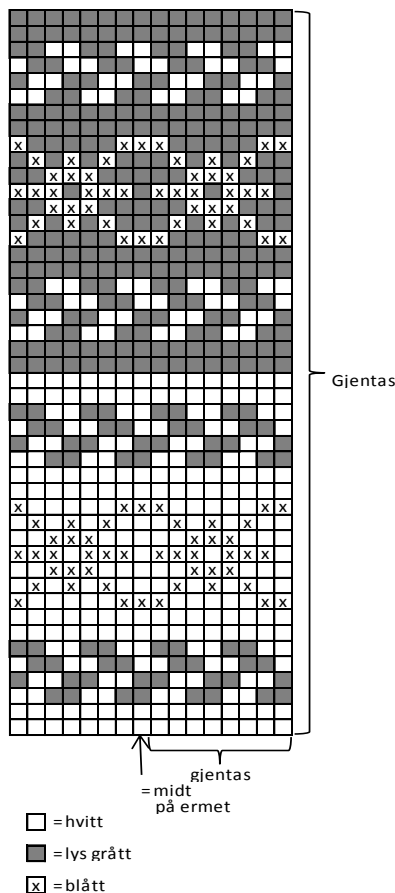 Gjentas
gjentas
=midt
på ermet
=hvitt
=lys grått
x =blått